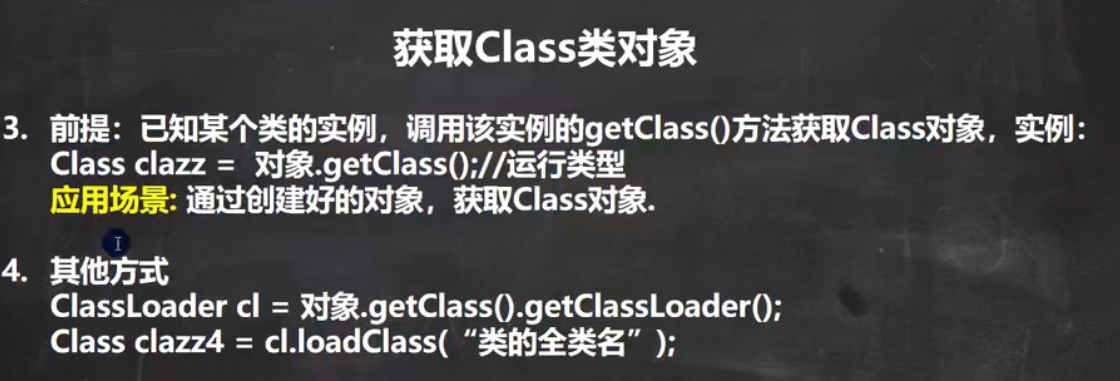 获取Class类对象
3. 前提：已知某个类的实例，调用该实例的getClass()方法获取Class对象，实例：
Class clazz = 对象.getClass();//运行类型
应用场景: 通过创建好的对象，获取Class对象.
4. 其他方式
ClassLoader cl = 对象.getClass().getClassLoader();
Class clazz4 = cl.loadClass(“类的全类名”);